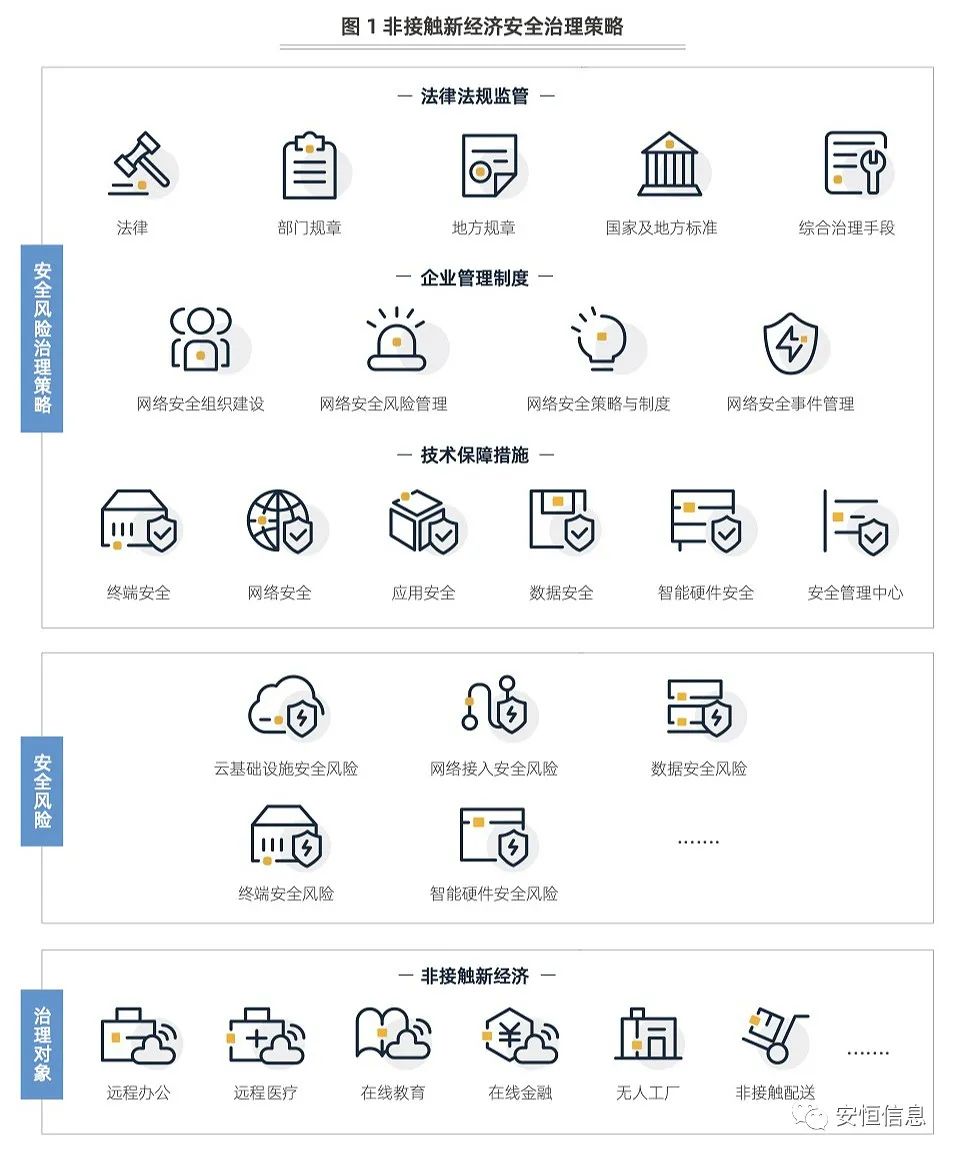 图 1 非接触新经济安全治理策略
安全风险治理策略
法律法规监管
法律 部门规章 地方规章 国家及地方标准 综合治理手段
企业管理制度
网络安全组织建设 网络安全风险管理 网络安全策略与制度 网络安全事件管理
技术保障措施
终端安全 网络安全 应用安全 数据安全 智能硬件安全 安全管理中心
安全风险
云基础设施安全风险 网络接入安全风险 数据安全风险
终端安全风险 智能硬件安全风险 ·······
治理对象
非接触新经济
¥
远程办公 远程医疗 在线教育 在线金融 无人工厂 非接触配送 ·······
安恒信息